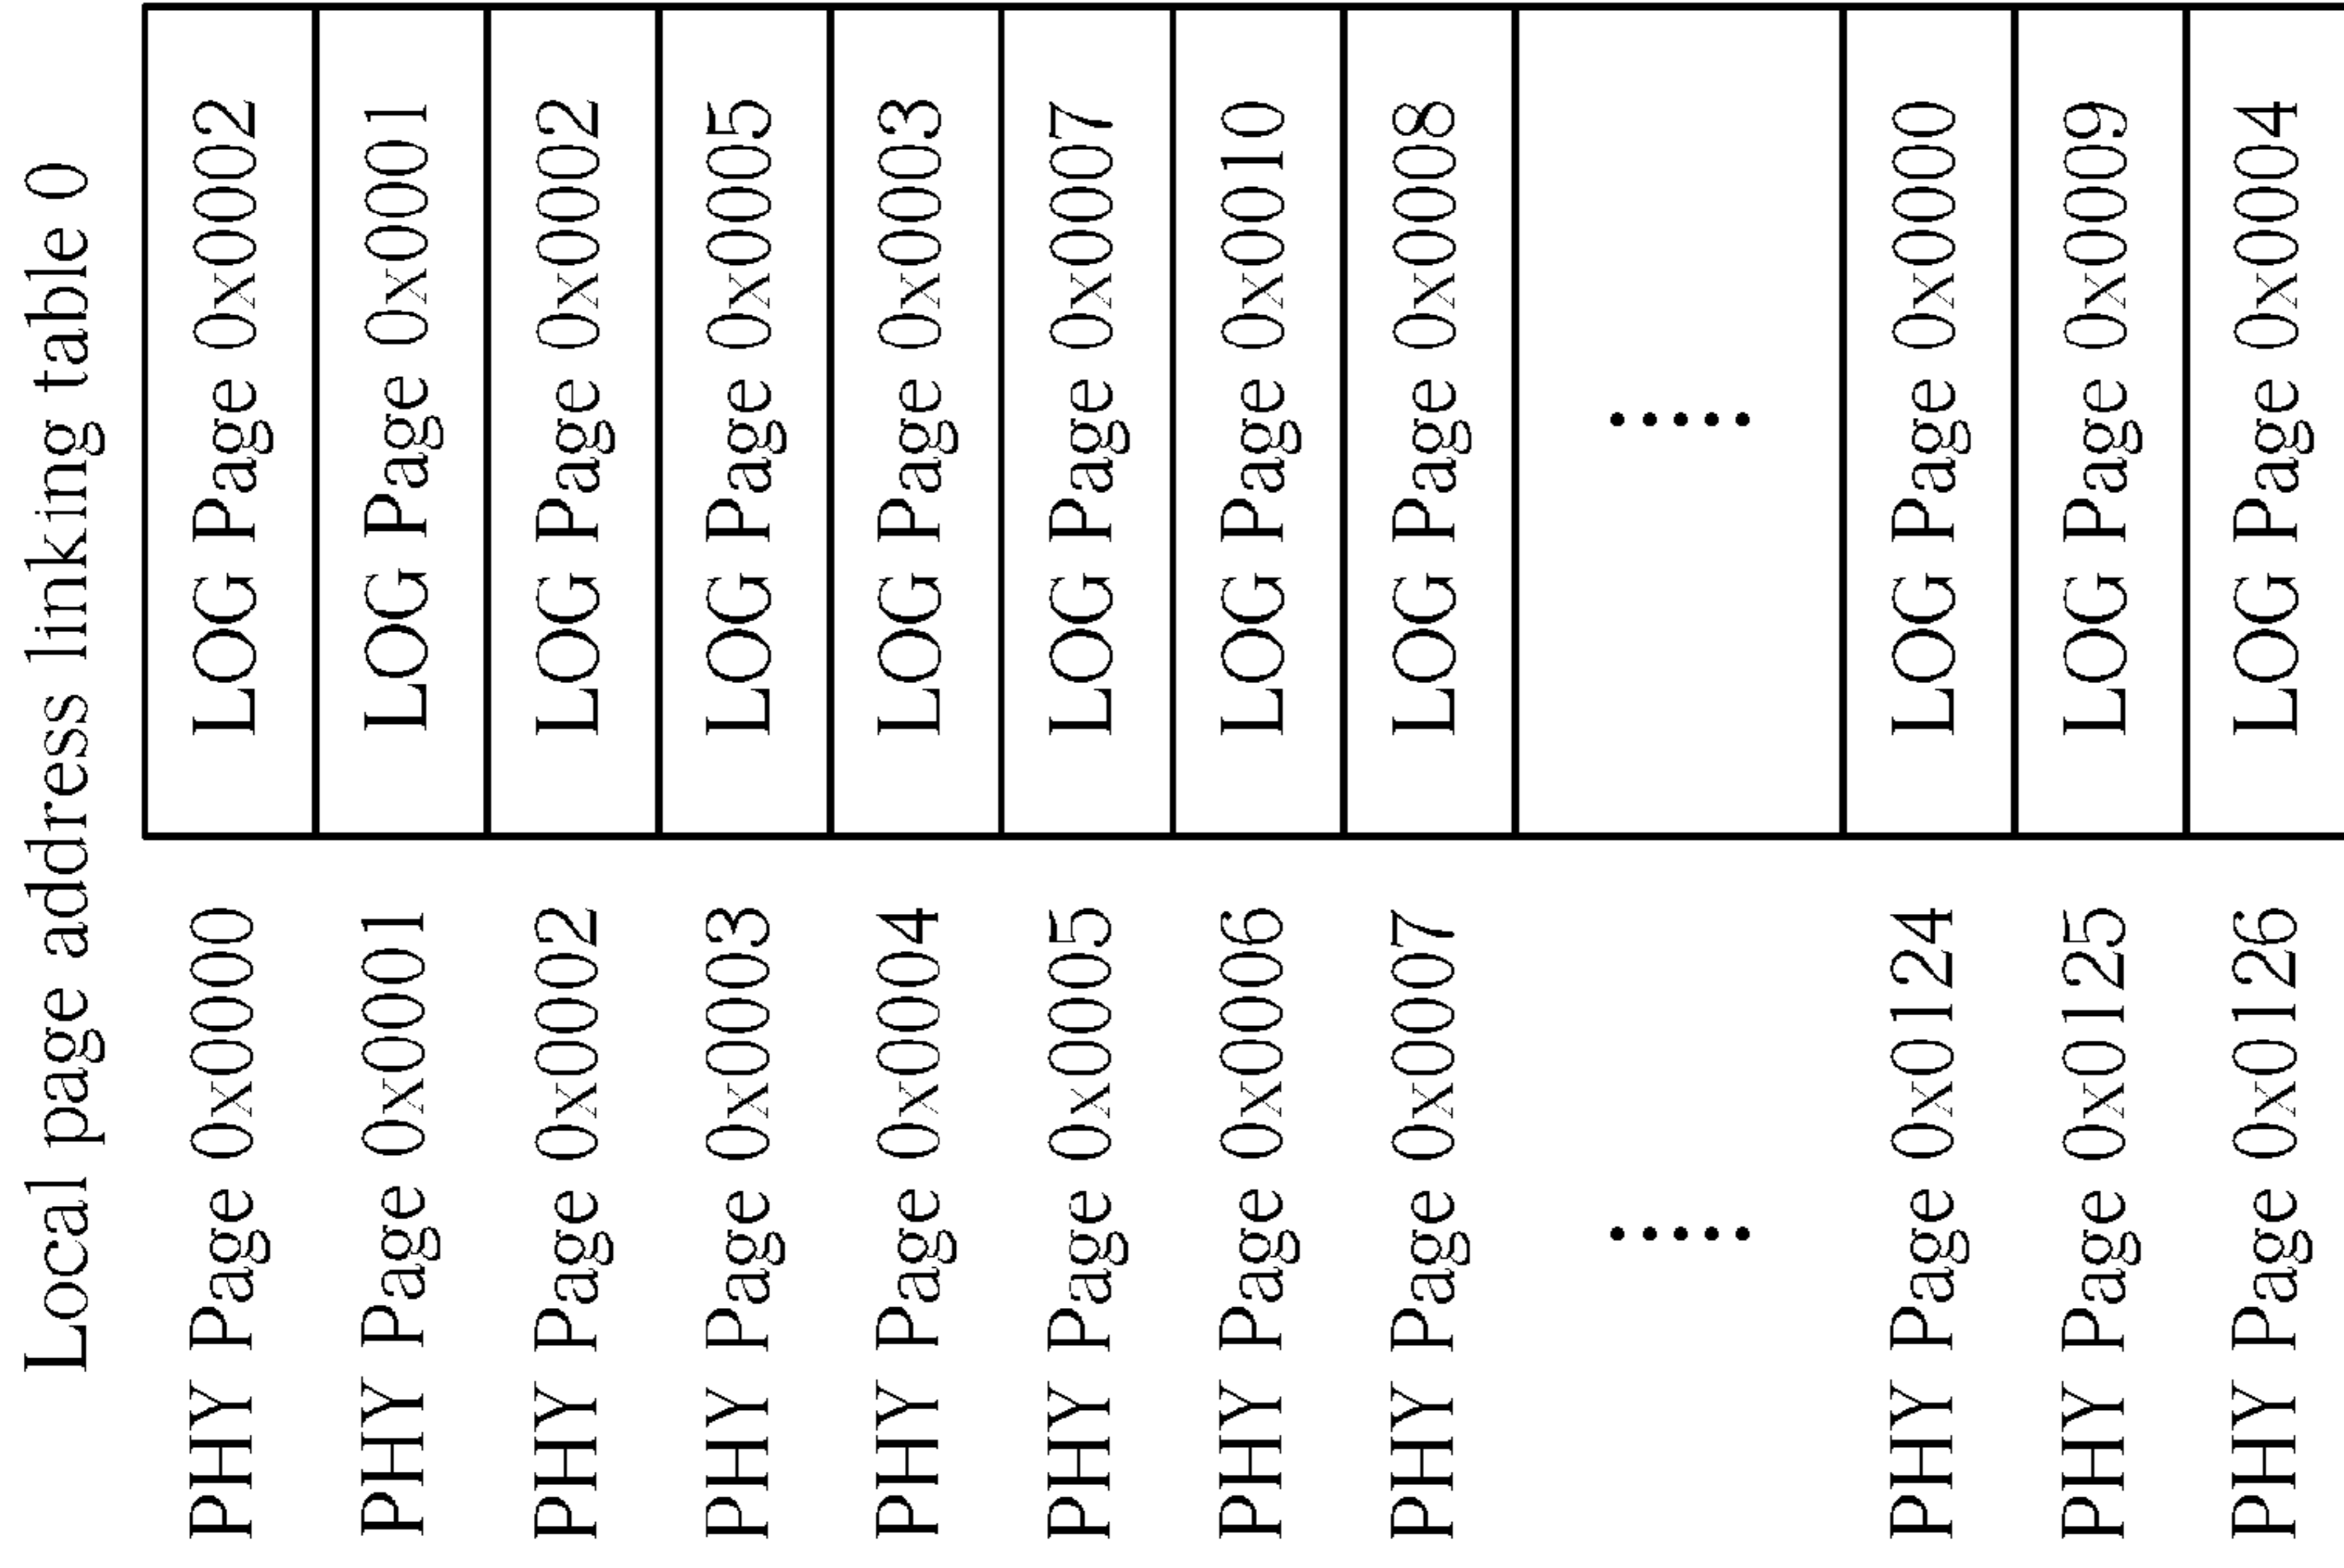 Local page address linking table 0
PHY Page 0x0000 LOG Page 0x0002
PHY Page 0x0001 LOG Page 0x0001
PHY Page 0x0002 LOG Page 0x0002
PHY Page 0x0003 LOG Page 0x0005
PHY Page 0x0004 LOG Page 0x0003
PHY Page 0x0005 LOG Page 0x0007
PHY Page 0x0006 LOG Page 0x0010
PHY Page 0x0007 LOG Page 0x0008
..... .....
PHY Page 0x0124 LOG Page 0x0000
PHY Page 0x0125 LOG Page 0x0009
PHY Page 0x0126 LOG Page 0x0004